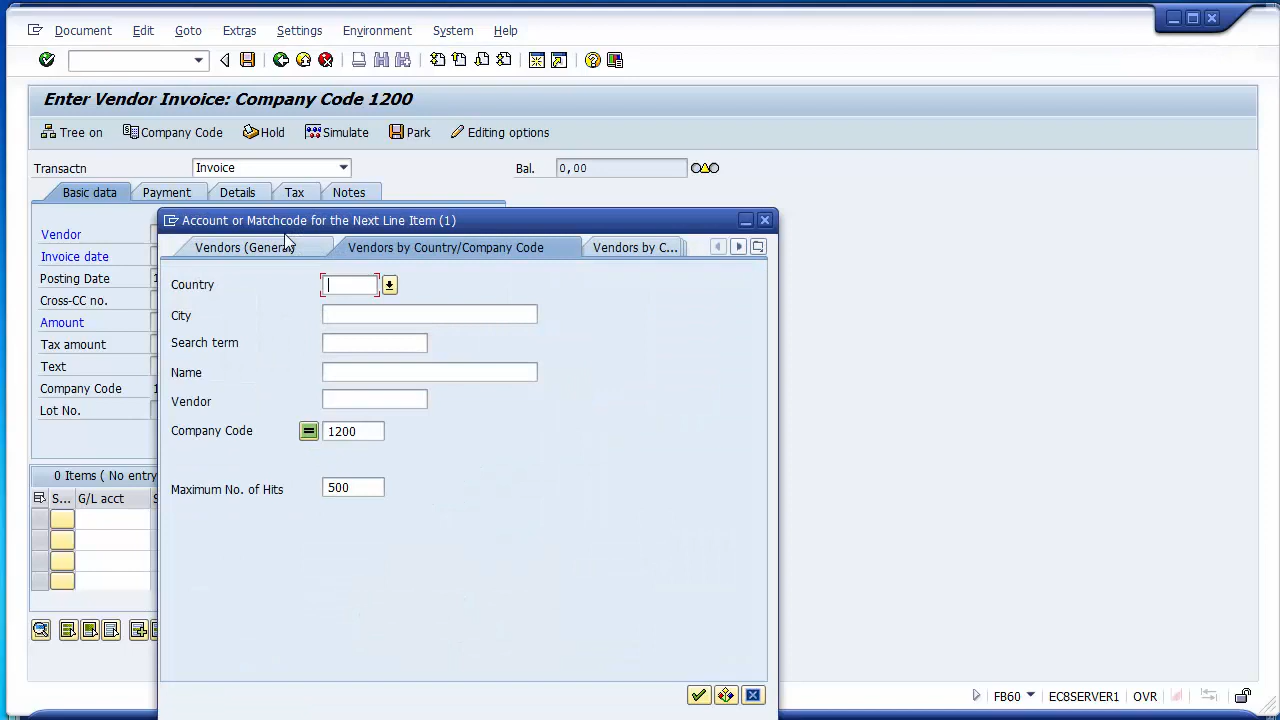 Document Edit Goto Extras Settings Environment System Help
Enter Vendor Invoice: Company Code 1200
Tree on Company Code Hold Simulate Park Editing options
Transactn Invoice Bal. 0,00
Basic data Payment Details Tax Notes
Account or Matchcode for the Next Line Item (1)
Vendors (General) Vendors by Country/Company Code Vendors by C...
Vendor
Invoice date
Posting Date 1
Cross-CC no.
Amount
Tax amount
Text
Company Code 1
Lot No.
Country
City
Search term
Name
Vendor
Company Code 1200
Maximum No. of Hits 500
0 Items ( No entry
S... G/L acct S
FB60 EC8SERVER1 OVR